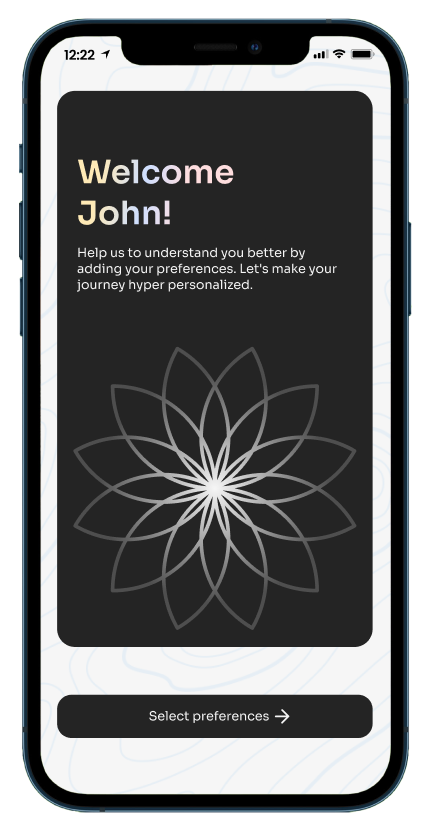 12:22
Welcome
John!
Help us to understand you better by
adding your preferences. Let's make your
journey hyper personalized.
Select preferences